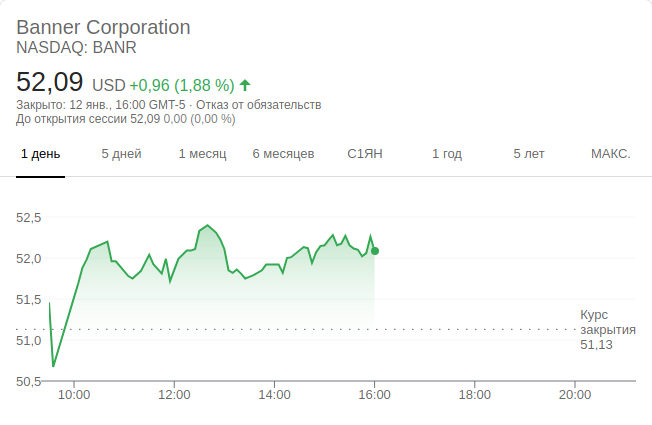 Banner Corporation
NASDAQ: BANR
52,09 USD +0,96 (1,88 %)
Закрыто: 12 янв., 16:00 GMT-5 · Отказ от обязательств
До открытия сессии 52,09 0,00 (0,00 %)
1 день 5 дней 1 месяц 6 месяцев С1ЯН 1 год 5 лет МАКС.
52,5
52,0
51,5
Курс
закрытия
51,13
51,0
50,5
10:00 12:00 14:00 16:00 18:00 20:00